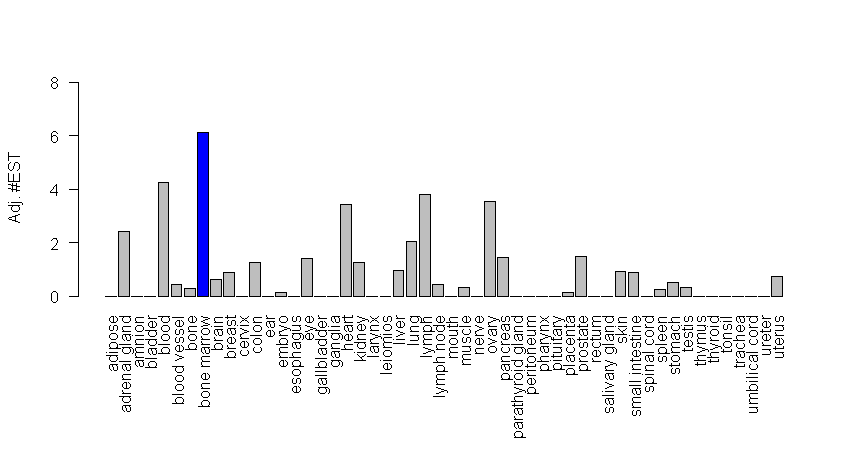 Adj. #EST
8
6
4
2
0
adipose
adrenal gland
amnion
bladder
blood
blood vessel
bone
bone marrow
brain
breast
cervix
colon
ear
embryo
esophagus
eye
gallbladder
ganglia
heart
kidney
larynx
leiomios
liver
lung
lymph
lymph node
mouth
muscle
nerve
ovary
pancreas
parathyroid gland
peritoneum
pharynx
pituitary
placenta
prostate
rectum
salivary gland
skin
small intestine
spinal cord
spleen
stomach
testis
thymus
thyroid
tonsil
trachea
umbilical cord
ureter
uterus